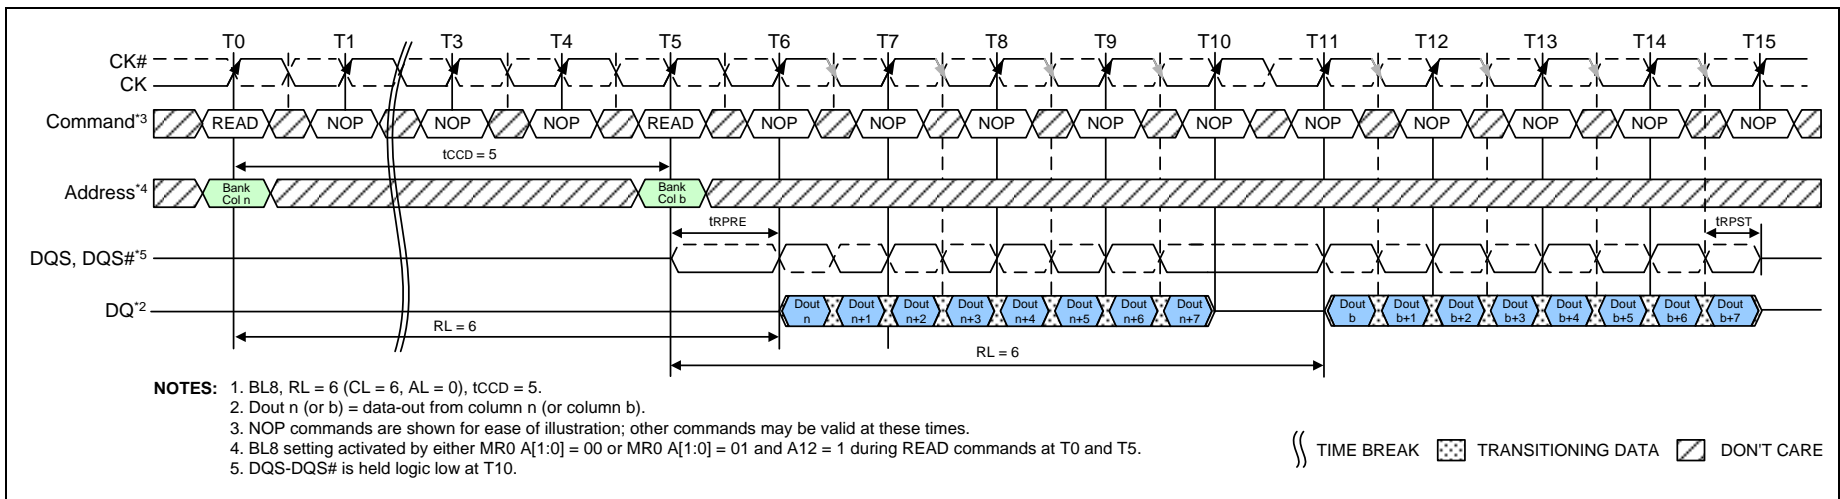 T0 T1 T3 T4 T5 T6 T7 T8 T9 T10 T11 T12 T13 T14 T15
CK#
CK
Command*3 READ NOP NOP NOP READ NOP NOP NOP NOP NOP NOP NOP NOP NOP NOP
tCCD = 5
Address*4 Bank Col n Bank Col b
tRPRE tRPST
DQS, DQS#*5
DQ*2 Dout n Dout n+1 Dout n+2 Dout n+3 Dout n+4 Dout n+5 Dout n+6 Dout n+7 Dout b Dout b+1 Dout b+2 Dout b+3 Dout b+4 Dout b+5 Dout b+6 Dout b+7
RL = 6
RL = 6
NOTES: 1. BL8, RL = 6 (CL = 6, AL = 0), tCCD = 5.
2. Dout n (or b) = data-out from column n (or column b).
3. NOP commands are shown for ease of illustration; other commands may be valid at these times.
4. BL8 setting activated by either MR0 A[1:0] = 00 or MR0 A[1:0] = 01 and A12 = 1 during READ commands at T0 and T5.
5. DQS-DQS# is held logic low at T10.
TIME BREAK TRANSITIONING DATA DON'T CARE